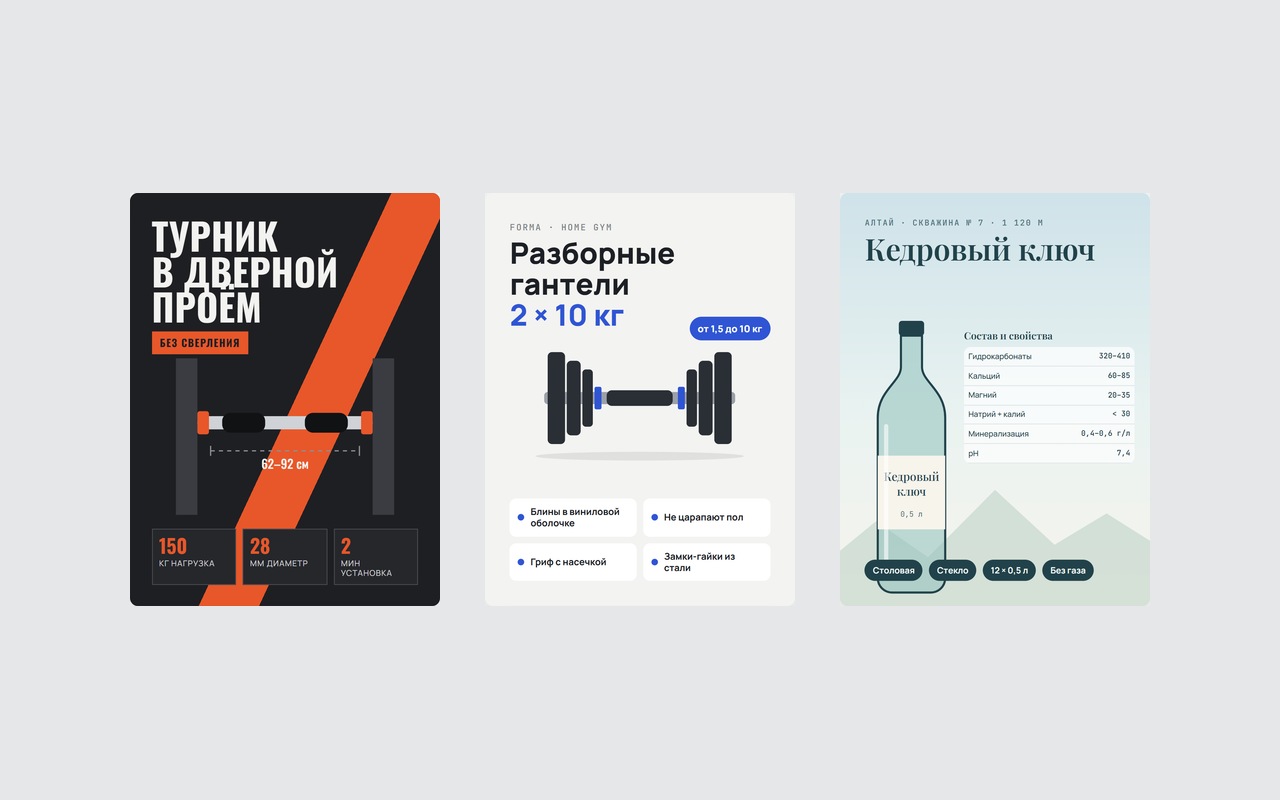 ТУРНИК
В ДВЕРНОЙ
ПРОЁМ
БЕЗ СВЕРЛЕНИЯ
62–92 см
150
КГ НАГРУЗКА
28
ММ ДИАМЕТР
2
МИН
УСТАНОВКА
FORMA · HOME GYM
Разборные
гантели
2 × 10 кг
от 1,5 до 10 кг
Блины в виниловой
оболочке
Не царапают пол
Гриф с насечкой
Замки-гайки из
стали
АЛТАЙ · СКВАЖИНА № 7 · 1 120 М
Кедровый ключ
Состав и свойства
Гидрокарбонаты 320–410
Кальций 60–85
Магний 20–35
Натрий + калий < 30
Минерализация 0,4–0,6 г/л
pH 7,4
Кедровый
ключ
0,5 л
Столовая
Стекло
12 × 0,5 л
Без газа